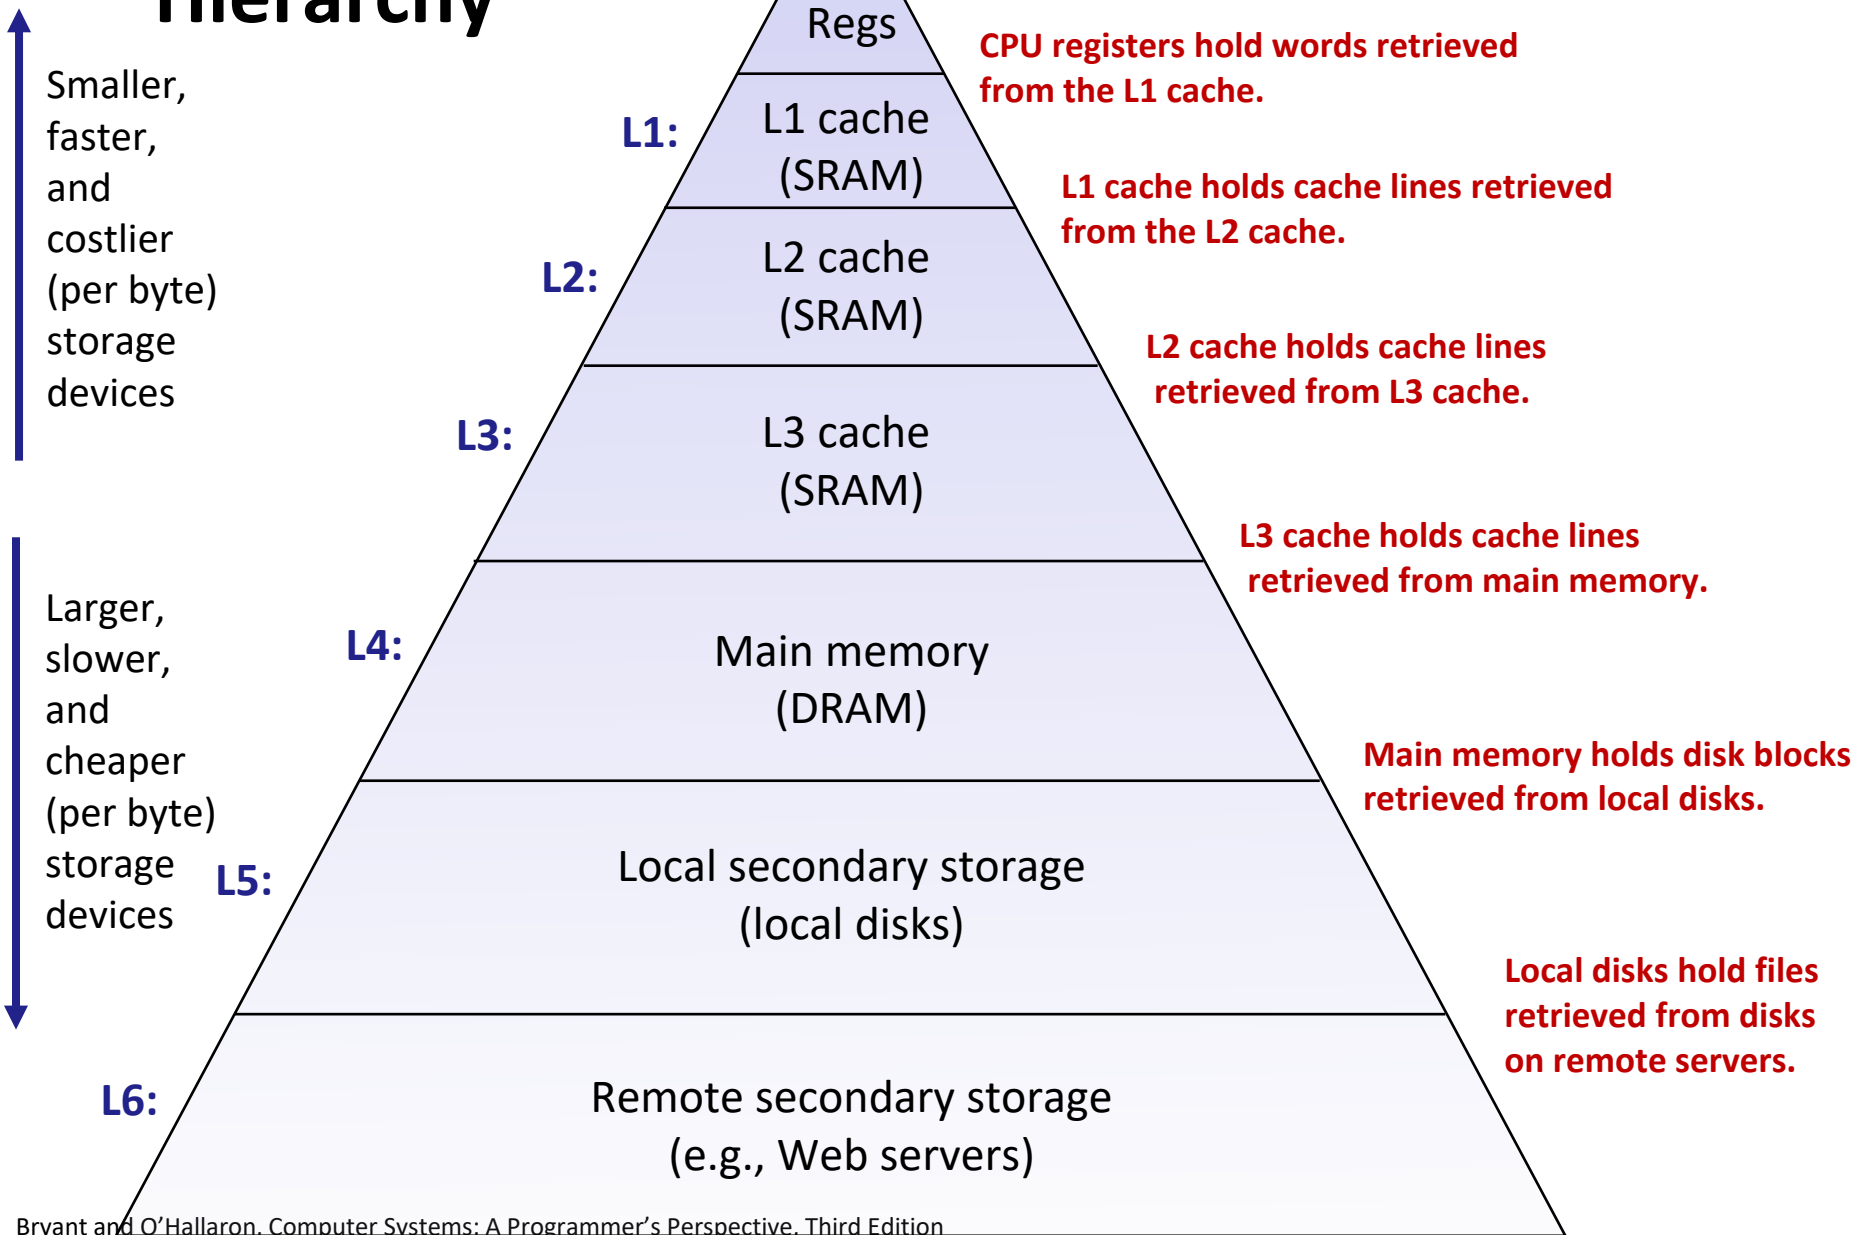 Hierarchy
Smaller,
faster,
and
costlier
(per byte)
storage
devices
Larger,
slower,
and
cheaper
(per byte)
storage
devices
Regs
CPU registers hold words retrieved
from the L1 cache.
L1:
L1 cache
(SRAM)
L1 cache holds cache lines retrieved
from the L2 cache.
L2:
L2 cache
(SRAM)
L2 cache holds cache lines
retrieved from L3 cache.
L3:
L3 cache
(SRAM)
L3 cache holds cache lines
retrieved from main memory.
L4:
Main memory
(DRAM)
Main memory holds disk blocks
retrieved from local disks.
L5:
Local secondary storage
(local disks)
Local disks hold files
retrieved from disks
on remote servers.
L6:
Remote secondary storage
(e.g., Web servers)
Bryant and O'Hallaron, Computer Systems: A Programmer's Perspective, Third Edition